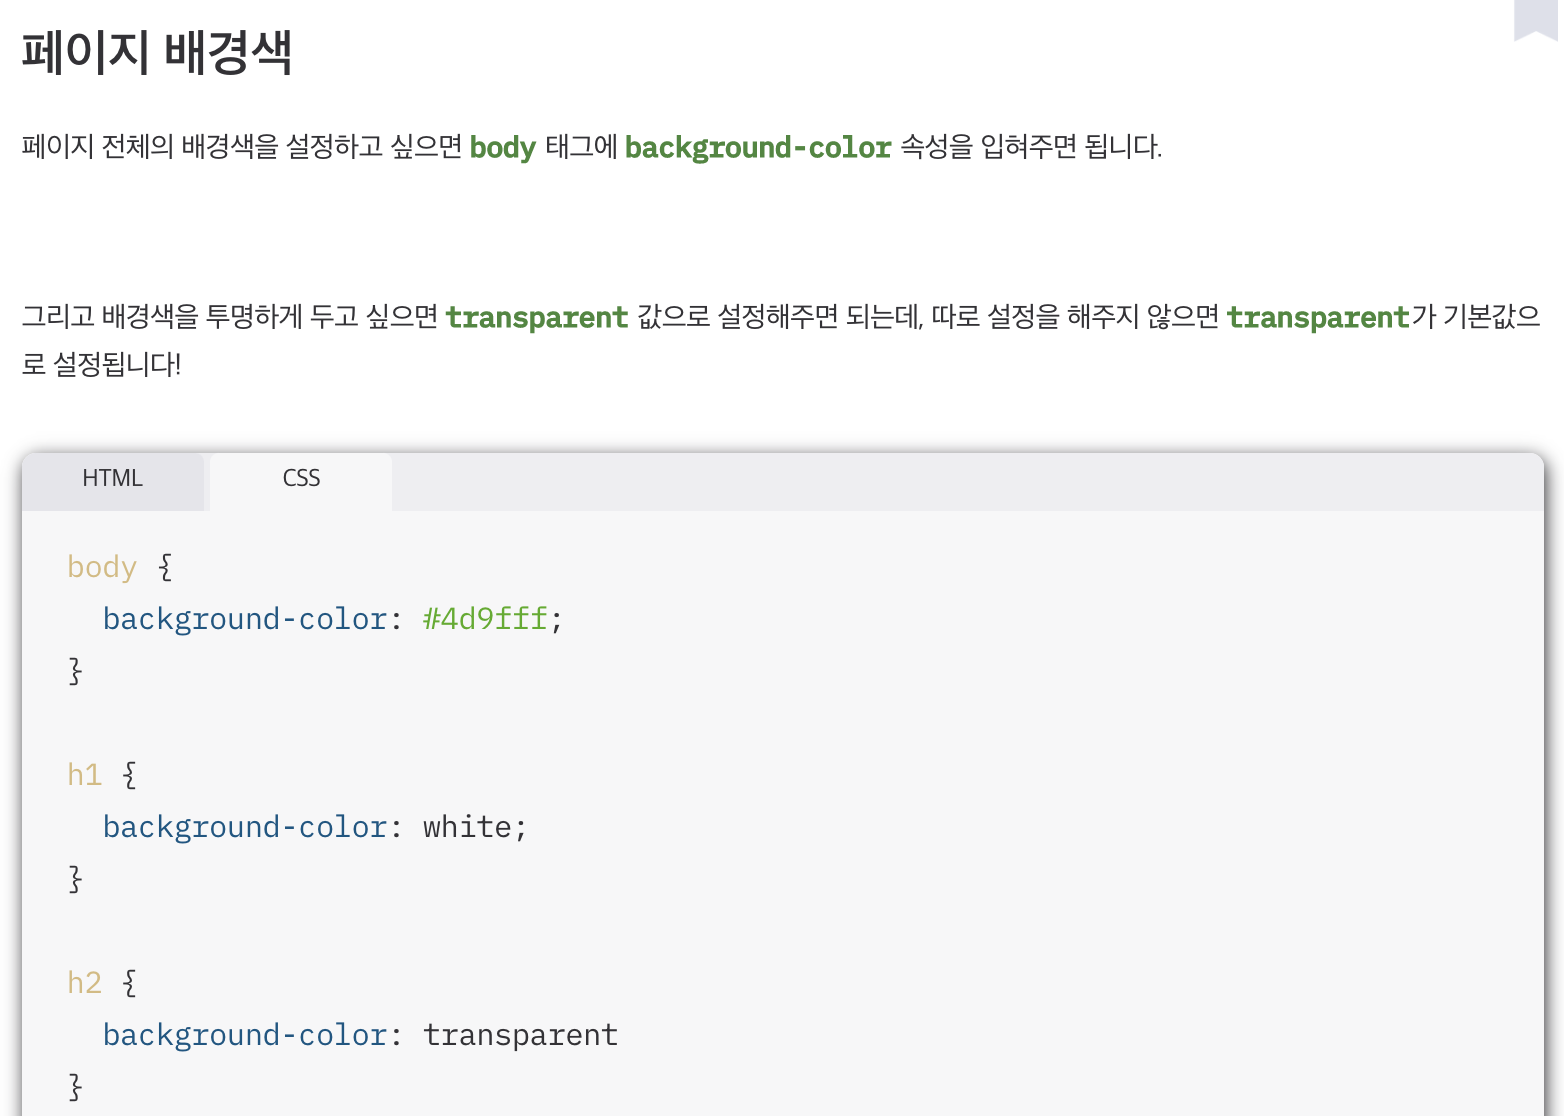 페이지 배경색
페이지 전체의 배경색을 설정하고 싶으면 body 태그에 background-color 속성을 입혀주면 됩니다.
그리고 배경색을 투명하게 두고 싶으면 transparent 값으로 설정해주면 되는데, 따로 설정을 해주지 않으면 transparent가 기본값으
로 설정됩니다!
HTML CSS
body {
  background-color: #4d9fff;
}
h1 {
  background-color: white;
}
h2 {
  background-color: transparent
}